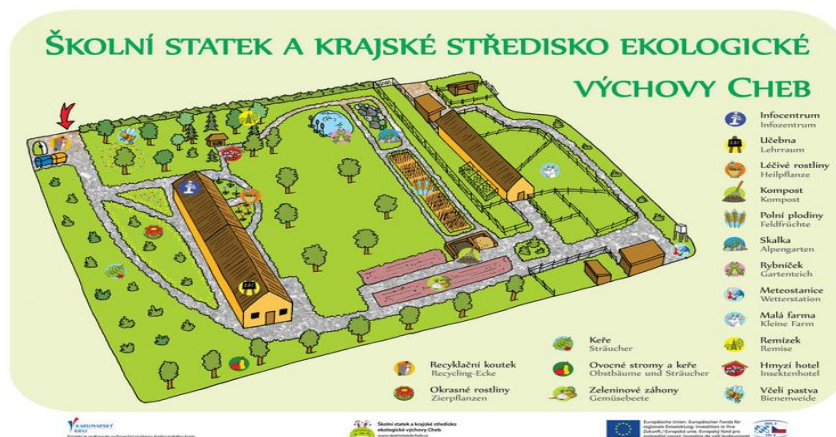 ŠKOLNÍ STATEK A KRAJSKÉ STŘEDISKO EKOLOGICKÉ
VÝCHOVY CHEB
Infocentrum
Infozentrum
Učebna
Lehrraum
Léčivé rostliny
Heilpflanze
Kompost
Kompost
Polní plodiny
Feldfrüchte
Skalka
Alpengarten
Rybníček
Gartenteich
Meteostanice
Wetterstation
Malá farma
Kleine Farm
Remízek
Remise
Hmyzí hotel
Insektenhotel
Včelí pastva
Bienenweide
Keře
Sträucher
Ovocné stromy a keře
Obstbäume und Sträucher
Zeleninové záhony
Gemüsebeete
Recyklační koutek
Recycling-Ecke
Okrasné rostliny
Zierpflanzen
KARLOVARSKÝ
KRAJ
Školní statek a krajské středisko
ekologické výchovy Cheb